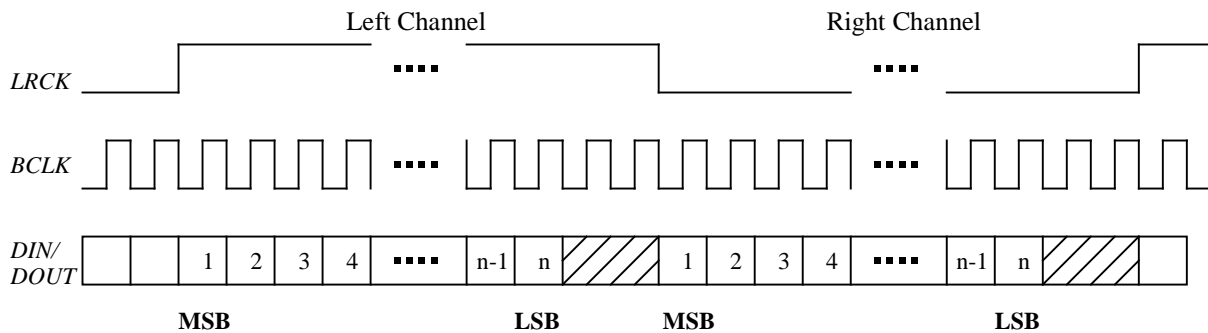 Left Channel Right Channel
LRCK
BCLK
DIN/
DOUT
1 2 3 4 n-1 n 1 2 3 4 n-1 n
MSB LSB MSB LSB